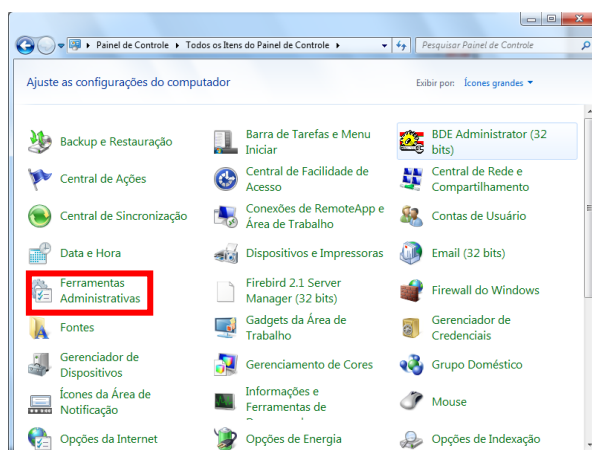 Painel de Controle Todos os Itens do Painel de Controle Pesquisar Painel de Controle
Ajuste as configurações do computador Exibir por: Ícones grandes
Backup e Restauração
Barra de Tarefas e Menu
Iniciar
BDE Administrator (32
bits)
Central de Ações
Central de Facilidade de
Acesso
Central de Rede e
Compartilhamento
Central de Sincronização
Conexões de RemoteApp e
Área de Trabalho
Contas de Usuário
Data e Hora
Dispositivos e Impressoras
Email (32 bits)
Ferramentas
Administrativas
Firebird 2.1 Server
Manager (32 bits)
Firewall do Windows
Fontes
Gadgets da Área de
Trabalho
Gerenciador de
Credenciais
Gerenciador de
Dispositivos
Gerenciamento de Cores
Grupo Doméstico
Ícones da Área de
Notificação
Informações e
Ferramentas de
Mouse
Opções da Internet
Opções de Energia
Opções de Indexação